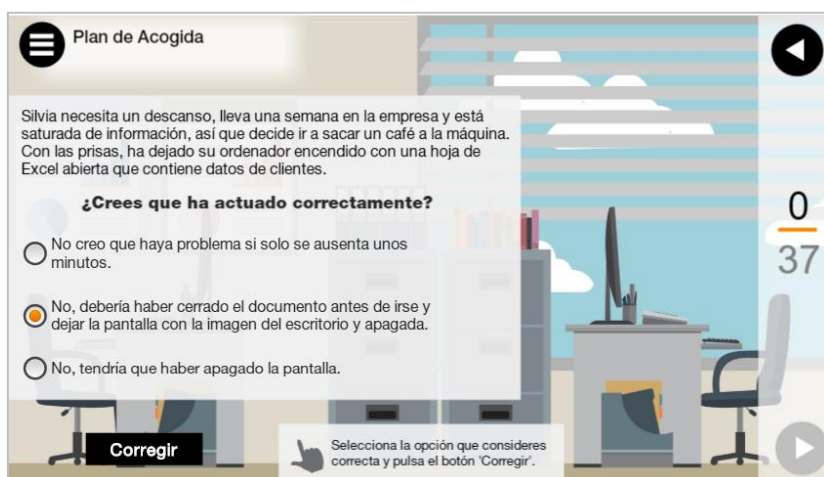 Plan de Acogida
Silvia necesita un descanso, lleva una semana en la empresa y está
saturada de información, así que decide ir a sacar un café a la máquina.
Con las prisas, ha dejado su ordenador encendido con una hoja de
Excel abierta que contiene datos de clientes.
¿Crees que ha actuado correctamente?
No creo que haya problema si solo se ausenta unos
minutos.
No, debería haber cerrado el documento antes de irse y
dejar la pantalla con la imagen del escritorio y apagada.
No, tendría que haber apagado la pantalla.
0
37
Corregir
Selecciona la opción que consideres
correcta y pulsa el botón 'Corregir'.